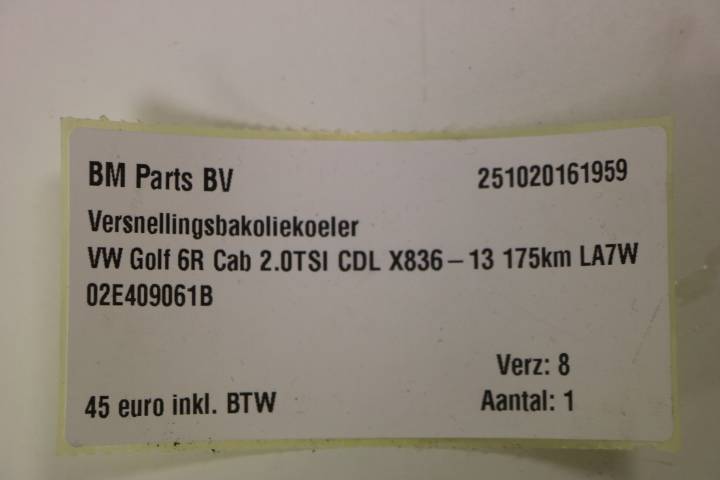 BM Parts BV 251020161959
Versnellingsbakoliekoeler
VW Golf 6R Cab 2.0TSI CDL X836 – 13 175km LA7W
02E409061B
Verz: 8
45 euro inkl. BTW Aantal: 1